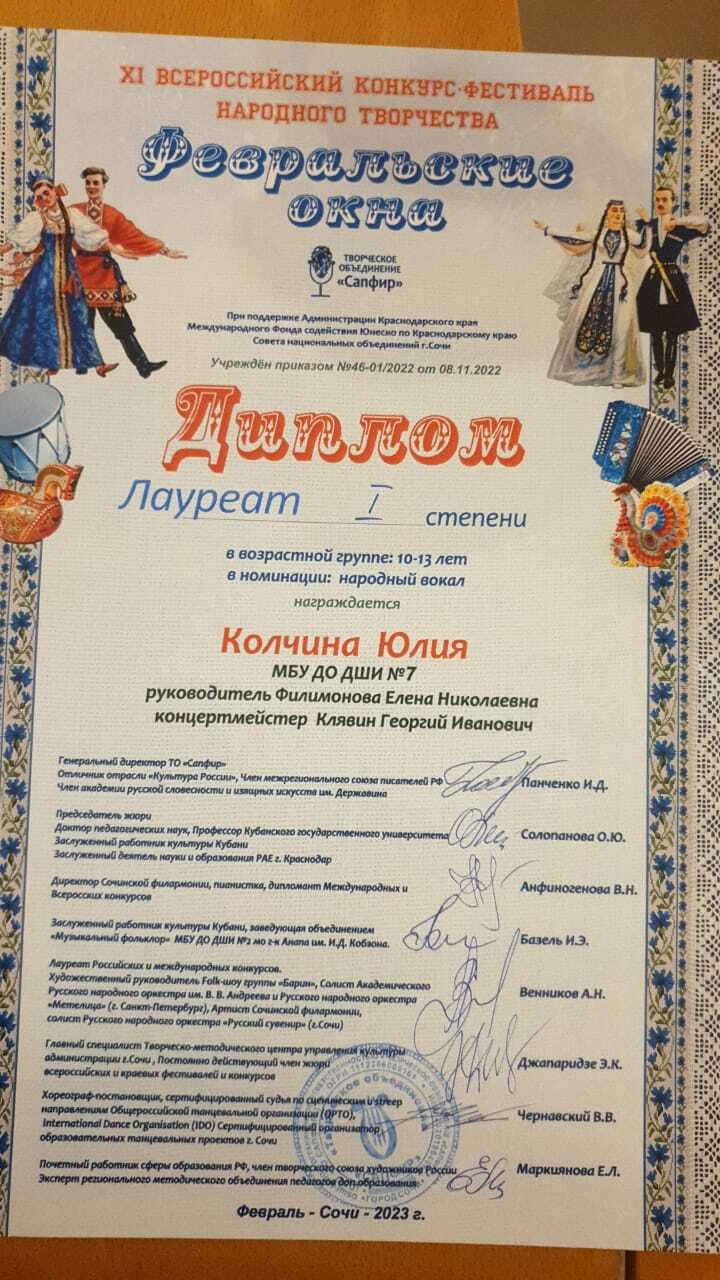 XI ВСЕРОССИЙСКИЙ КОНКУРС-ФЕСТИВАЛЬ
НАРОДНОГО ТВОРЧЕСТВА
Февральские
окна
ТВОРЧЕСКОЕ
ОБЪЕДИНЕНИЕ
«Сапфир»
При поддержке Администрации Краснодарского края
Международного Фонда содействия Юнеско по Краснодарскому краю
Совета национальных объединений г.Сочи
Учреждён приказом №46-01/2022 от 08.11.2022
Диплом
Лауреат I степени
в возрастной группе: 10-13 лет
в номинации: народный вокал
награждается
Колчина Юлия
МБУ ДО ДШИ №7
руководитель Филимонова Елена Николаевна
концертмейстер Клявин Георгий Иванович
Генеральный директор ТО «Сапфир»
Отличник отрасли «Культура России», Член межрегионального союза писателей РФ
Член академии русской словесности и изящных искусств им. Державина
Панченко И.Д.
Председатель жюри
Доктор педагогических наук, Профессор Кубанского государственного университета
Заслуженный работник культуры Кубани
Заслуженный деятель науки и образования РАЕ г. Краснодар
Солопанова О.Ю.
Директор Сочинской филармонии, пианистка, дипломант Международных и
Всеросских конкурсов
Анфиногенова В.Н.
Заслуженный работник культуры Кубани, заведующая объединением
«Музыкальный фольклор» МБУ ДО ДШИ №2 мо г-к Анапа им. И.Д. Кобзона.
Базель И.Э.
Лауреат Российских и международных конкурсов.
Художественный руководитель Folk-шоу группы «Барин», Солист Академического
Русского народного оркестра им. В. В. Андреева и Русского народного оркестра
«Метелица» (г. Санкт-Петербург), Артист Сочинской филармонии,
солист Русского народного оркестра «Русский сувенир» (г.Сочи)
Венников А.Н.
Главный специалист Творческо-методического центра управления культуры
администрации г.Сочи , Постоянно действующий член жюри
всероссийских и краевых фестивалей и конкурсов
Джапаридзе Э.К.
Хореограф-постановщик, сертифицированный судья по сценическим и street
направлениям Общероссийской танцевальной организации (ОРТО),
International Dance Organisation (IDO) Сертифицированный организатор
образовательных танцевальных проектов г. Сочи
Чернавский В.В.
Почетный работник сферы образования РФ, член творческого союза художников России
Эксперт регионального методического объединения педагогов доп.образования
Маркиянова Е.Л.
Февраль - Сочи - 2023 г.